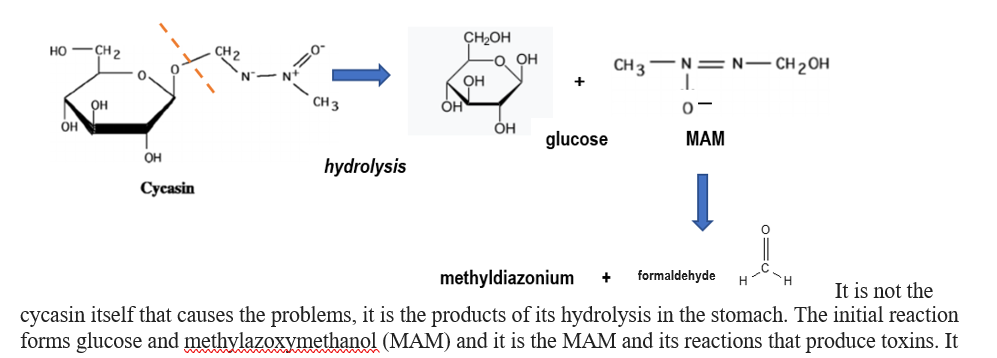 HO CH2 O CH2 O-
O N N+
CH3
OH
OH
OH
Cycasin
hydrolysis
CH2OH
O OH
OH
OH
OH
glucose
+
CH3 — N = N — CH2OH
O-
MAM
methyldiazonium + formaldehyde
O
C
H H
It is not the
cycasin itself that causes the problems, it is the products of its hydrolysis in the stomach. The initial reaction
forms glucose and methylazoxymethanol (MAM) and it is the MAM and its reactions that produce toxins. It